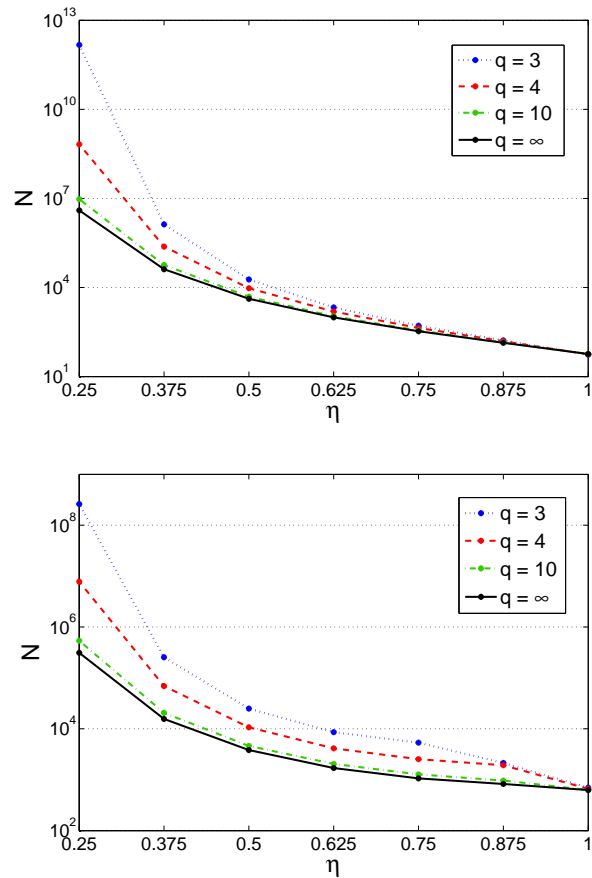 10^13
10^10
10^7
10^4
10^1
N
q = 3
q = 4
q = 10
q = ∞
0.25 0.375 0.5 0.625 0.75 0.875 1
η
10^8
10^6
10^4
10^2
N
q = 3
q = 4
q = 10
q = ∞
0.25 0.375 0.5 0.625 0.75 0.875 1
η